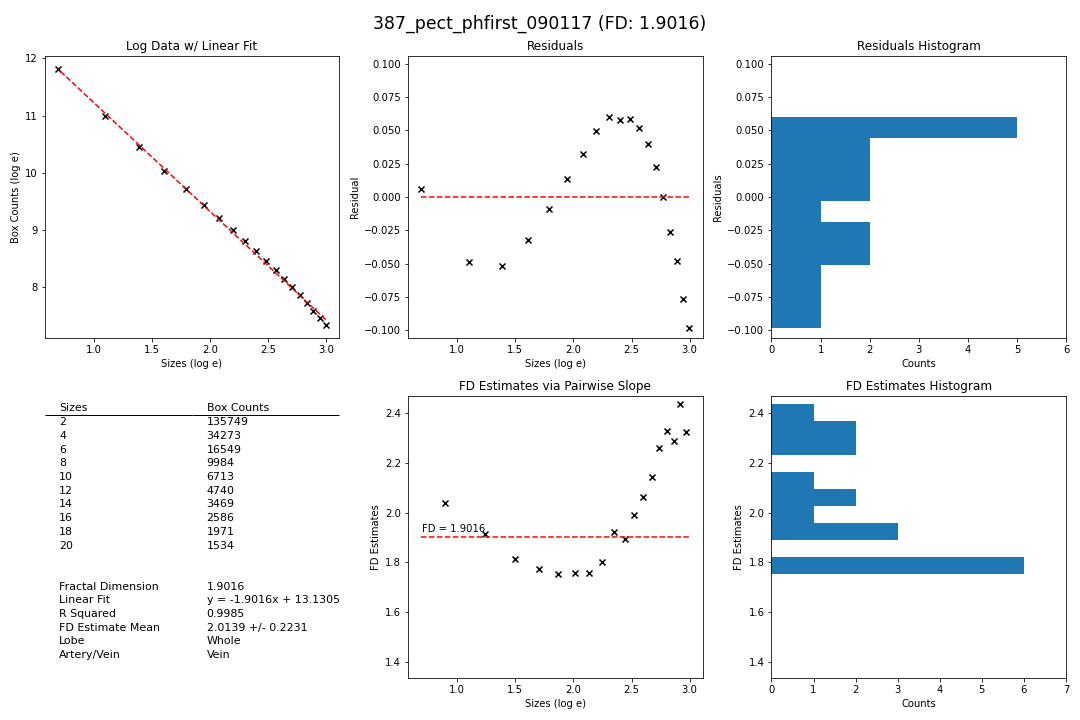 387_pect_phfirst_090117 (FD: 1.9016)
Log Data w/ Linear Fit
12
11
10
9
8
Box Counts (log e)
1.0 1.5 2.0 2.5 3.0
Sizes (log e)
Residuals
0.100
0.075
0.050
0.025
0.000
−0.025
−0.050
−0.075
−0.100
Residual
1.0 1.5 2.0 2.5 3.0
Sizes (log e)
Residuals Histogram
0.100
0.075
0.050
0.025
0.000
−0.025
−0.050
−0.075
−0.100
Residuals
0 1 2 3 4 5 6
Counts
Sizes Box Counts
2 135749
4 34273
6 16549
8 9984
10 6713
12 4740
14 3469
16 2586
18 1971
20 1534
Fractal Dimension 1.9016
Linear Fit y = -1.9016x + 13.1305
R Squared 0.9985
FD Estimate Mean 2.0139 +/- 0.2231
Lobe Whole
Artery/Vein Vein
FD Estimates via Pairwise Slope
2.4
2.2
2.0
1.8
1.6
1.4
FD Estimates
FD = 1.9016
1.0 1.5 2.0 2.5 3.0
Sizes (log e)
FD Estimates Histogram
2.4
2.2
2.0
1.8
1.6
1.4
FD Estimates
0 1 2 3 4 5 6 7
Counts